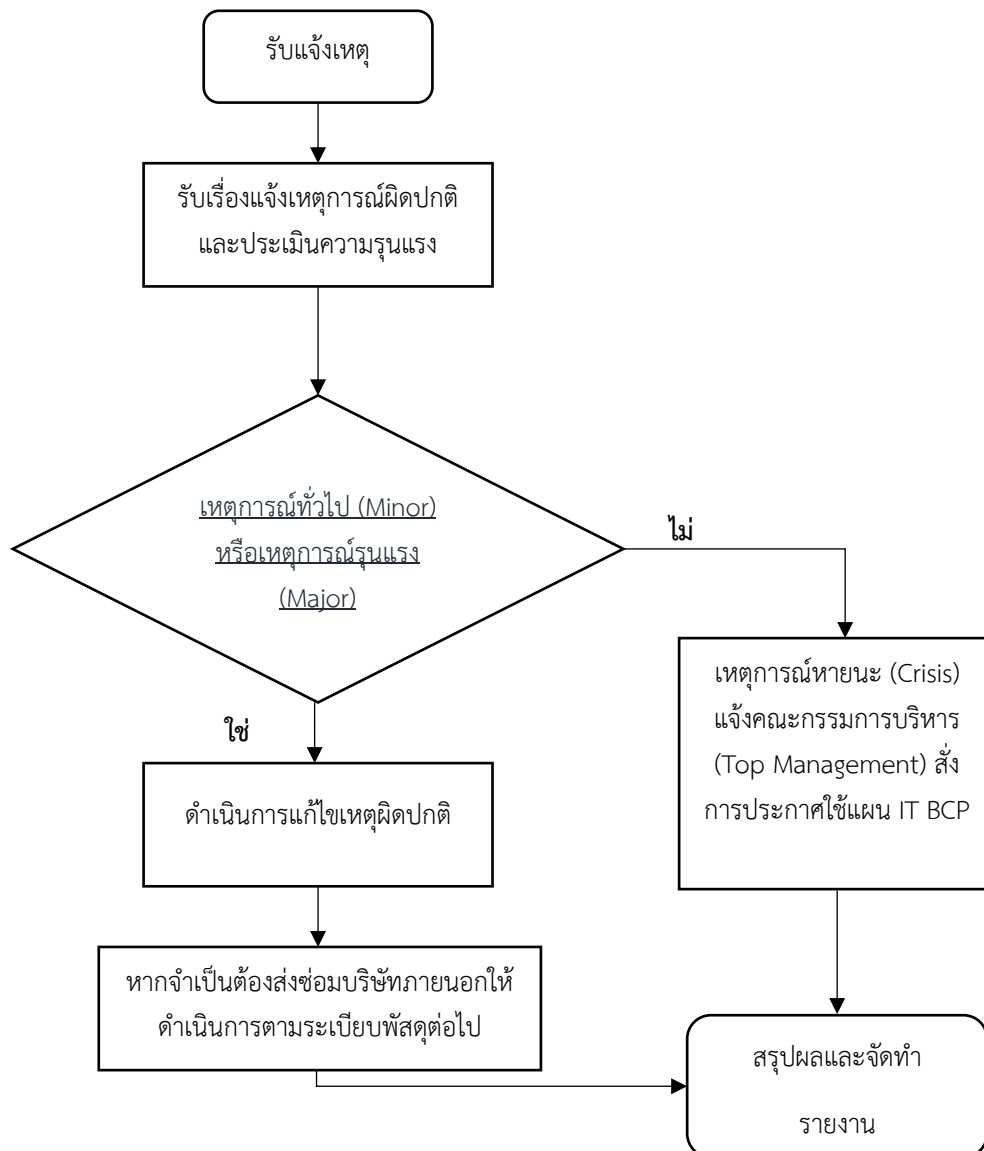 รับแจ้งเหตุ
รับเรื่องแจ้งเหตุการณ์ผิดปกติ
และประเมินความรุนแรง
เหตุการณ์ทั่วไป (Minor)
หรือเหตุการณ์รุนแรง
(Major)
ไม่
เหตุการณ์หายนะ (Crisis)
แจ้งคณะกรรมการบริหาร
(Top Management) สั่ง
การประกาศใช้แผน IT BCP
ใช่
ดำเนินการแก้ไขเหตุผิดปกติ
หากจำเป็นต้องส่งซ่อมบริษัทภายนอกให้
ดำเนินการตามระเบียบพัสดุต่อไป
สรุปผลและจัดทำ
รายงาน